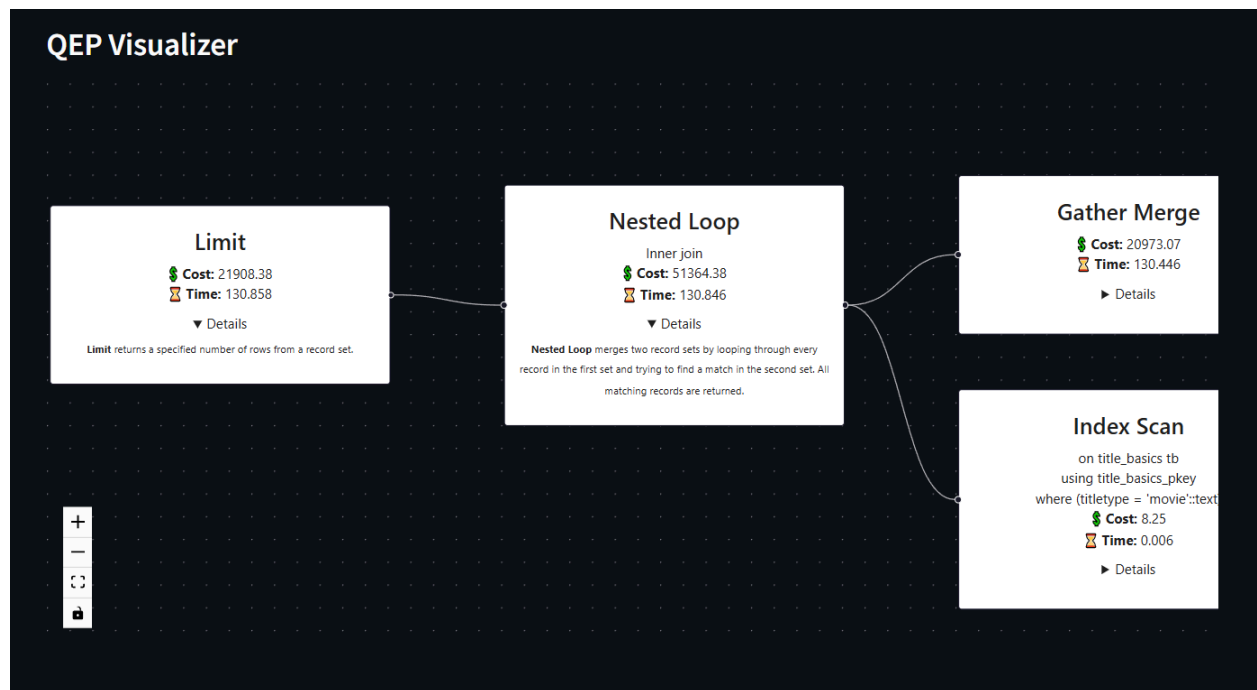 QEP Visualizer
Limit
💲 Cost: 21908.38
⏳ Time: 130.858
▼ Details
Limit returns a specified number of rows from a record set.
Nested Loop
Inner join
💲 Cost: 51364.38
⏳ Time: 130.846
▼ Details
Nested Loop merges two record sets by looping through every
record in the first set and trying to find a match in the second set. All
matching records are returned.
Gather Merge
💲 Cost: 20973.07
⏳ Time: 130.446
▶ Details
Index Scan
on title_basics tb
using title_basics_pkey
where (titletype = 'movie'::text
💲 Cost: 8.25
⏳ Time: 0.006
▶ Details